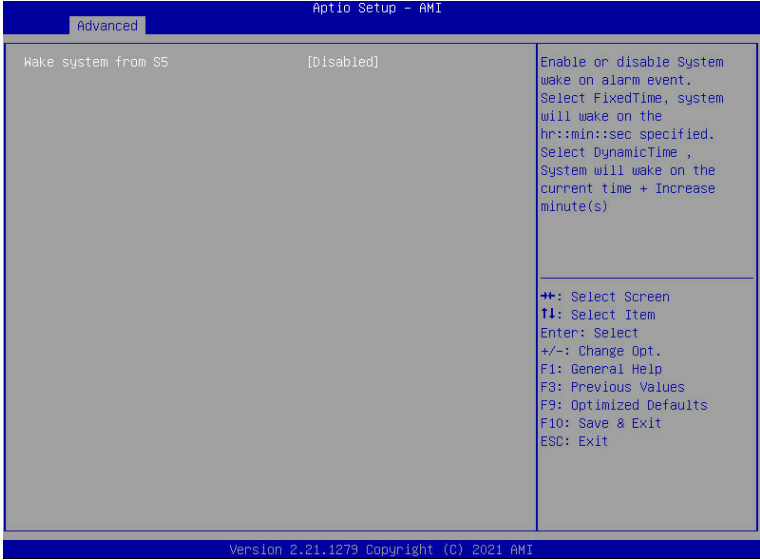 Aptio Setup – AMI
Advanced
Wake system from S5 [Disabled]
Enable or disable System
wake on alarm event.
Select FixedTime, system
will wake on the
hr::min::sec specified.
Select DynamicTime ,
System will wake on the
current time + Increase
minute(s)
→←: Select Screen
↑↓: Select Item
Enter: Select
+/-: Change Opt.
F1: General Help
F3: Previous Values
F9: Optimized Defaults
F10: Save & Exit
ESC: Exit
Version 2.21.1279 Copyright (C) 2021 AMI